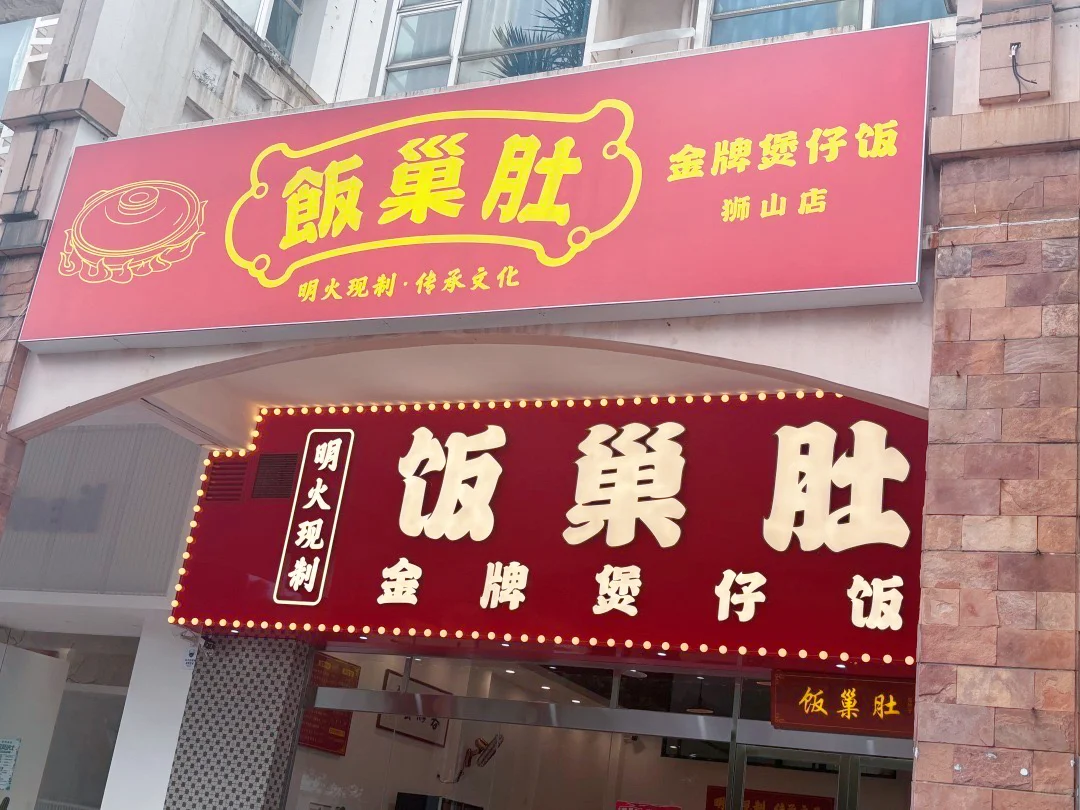 飯巢肚
金牌煲仔饭
狮山店
明火现制·传承文化
明火现制
饭巢肚
金牌煲仔饭
饭巢肚